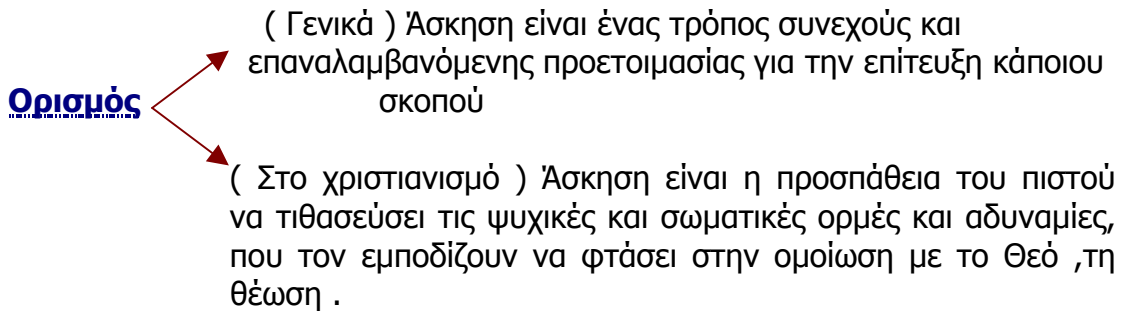 ( Γενικά ) Άσκηση είναι ένας τρόπος συνεχούς και
επαναλαμβανόμενης προετοιμασίας για την επίτευξη κάποιου
σκοπού
Ορισμός
( Στο χριστιανισμό ) Άσκηση είναι η προσπάθεια του πιστού
να τιθασεύσει τις ψυχικές και σωματικές ορμές και αδυναμίες,
που τον εμποδίζουν να φτάσει στην ομοίωση με το Θεό ,τη
θέωση .